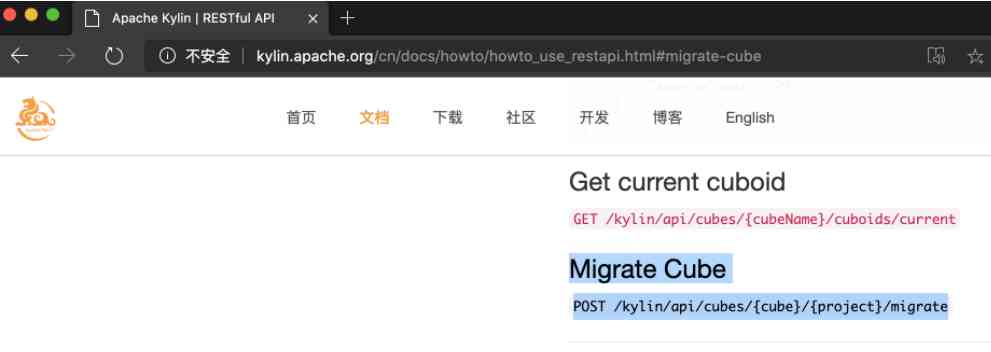 Apache Kylin | RESTful API
不安全 | kylin.apache.org/cn/docs/howto/howto_use_restapi.html#migrate-cube
首页 文档 下载 社区 开发 博客 English
Get current cuboid
GET /kylin/api/cubes/{cubeName}/cuboids/current
Migrate Cube
POST /kylin/api/cubes/{cube}/{project}/migrate